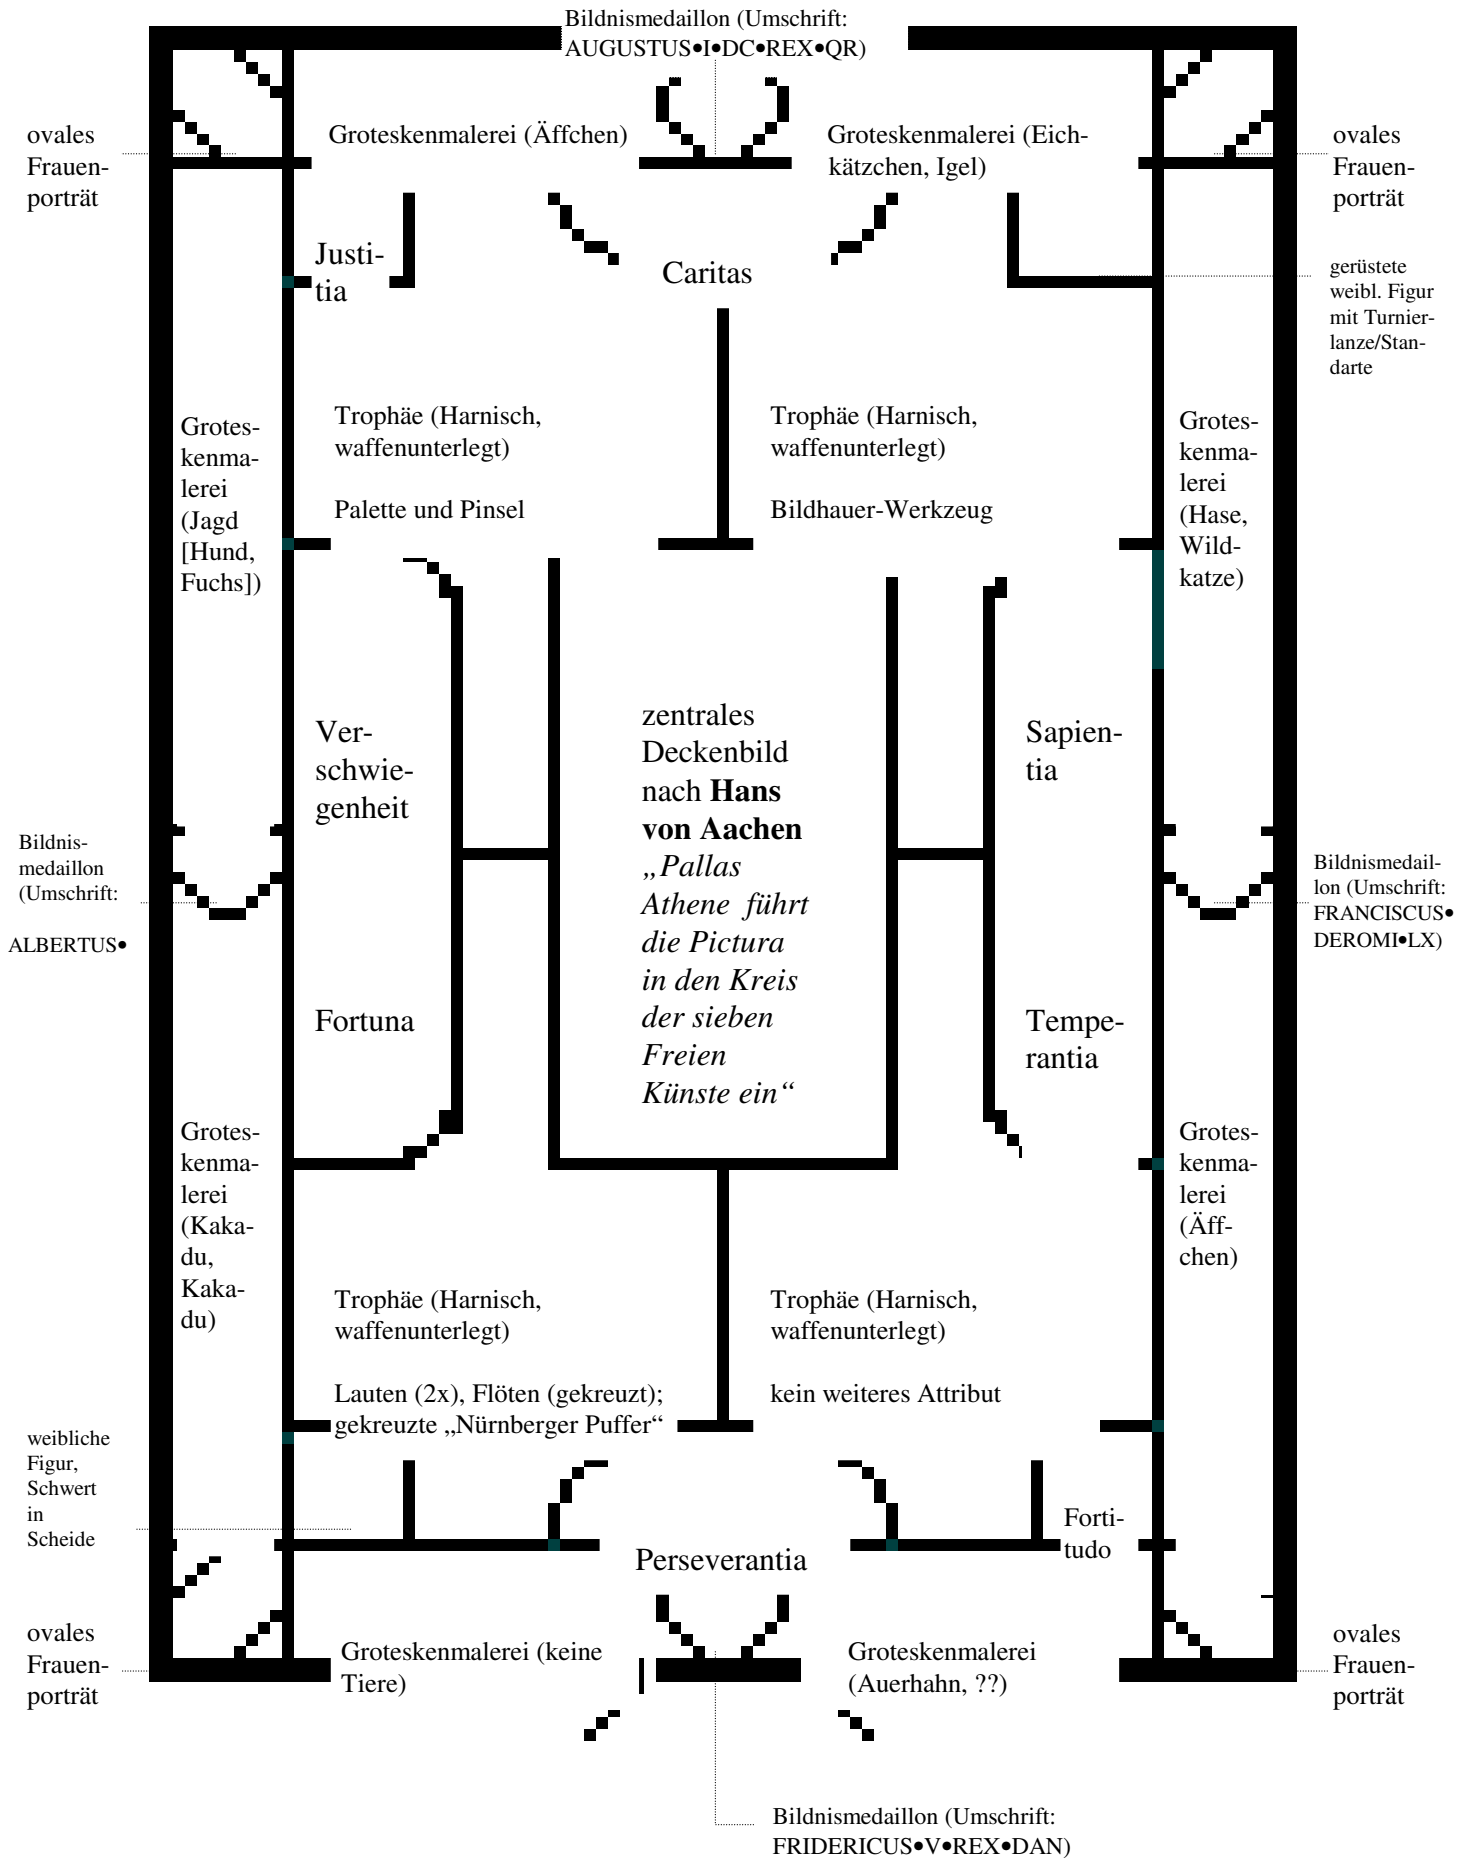 Bildnismedaillon (Umschrift:
AUGUSTUS•I•DC•REX•QR)
ovales
Frauen-
porträt
Groteskenmalerei (Äffchen)
Groteskenmalerei (Eich-
kätzchen, Igel)
ovales
Frauen-
porträt
Justi-
tia
Caritas
gerüstete
weibl. Figur
mit Turnier-
lanze/Stan-
darte
Grotes-
kenma-
lerei
(Jagd
[Hund,
Fuchs])
Trophäe (Harnisch,
waffenunterlegt)
Palette und Pinsel
Trophäe (Harnisch,
waffenunterlegt)
Bildhauer-Werkzeug
Grotes-
kenma-
lerei
(Hase,
Wild-
katze)
Ver-
schwie-
genheit
zentrales
Deckenbild
nach Hans
von Aachen
„Pallas
Athene führt
die Pictura
in den Kreis
der sieben
Freien
Künste ein“
Sapien-
tia
Bildnis-
medaillon
(Umschrift:
ALBERTUS•
Bildnismedail-
lon (Umschrift:
FRANCISCUS•
DEROMI•LX)
Fortuna
Tempe-
rantia
Grotes-
kenma-
lerei
(Kaka-
du,
Kaka-
du)
Grotes-
kenma-
lerei
(Äff-
chen)
Trophäe (Harnisch,
waffenunterlegt)
Lauten (2x), Flöten (gekreuzt);
gekreuzte „Nürnberger Puffer“
Trophäe (Harnisch,
waffenunterlegt)
kein weiteres Attribut
weibliche
Figur,
Schwert
in
Scheide
Perseverantia
Forti-
tudo
ovales
Frauen-
porträt
Groteskenmalerei (keine
Tiere)
Groteskenmalerei
(Auerhahn, ??)
ovales
Frauen-
porträt
Bildnismedaillon (Umschrift:
FRIDERICUS•V•REX•DAN)